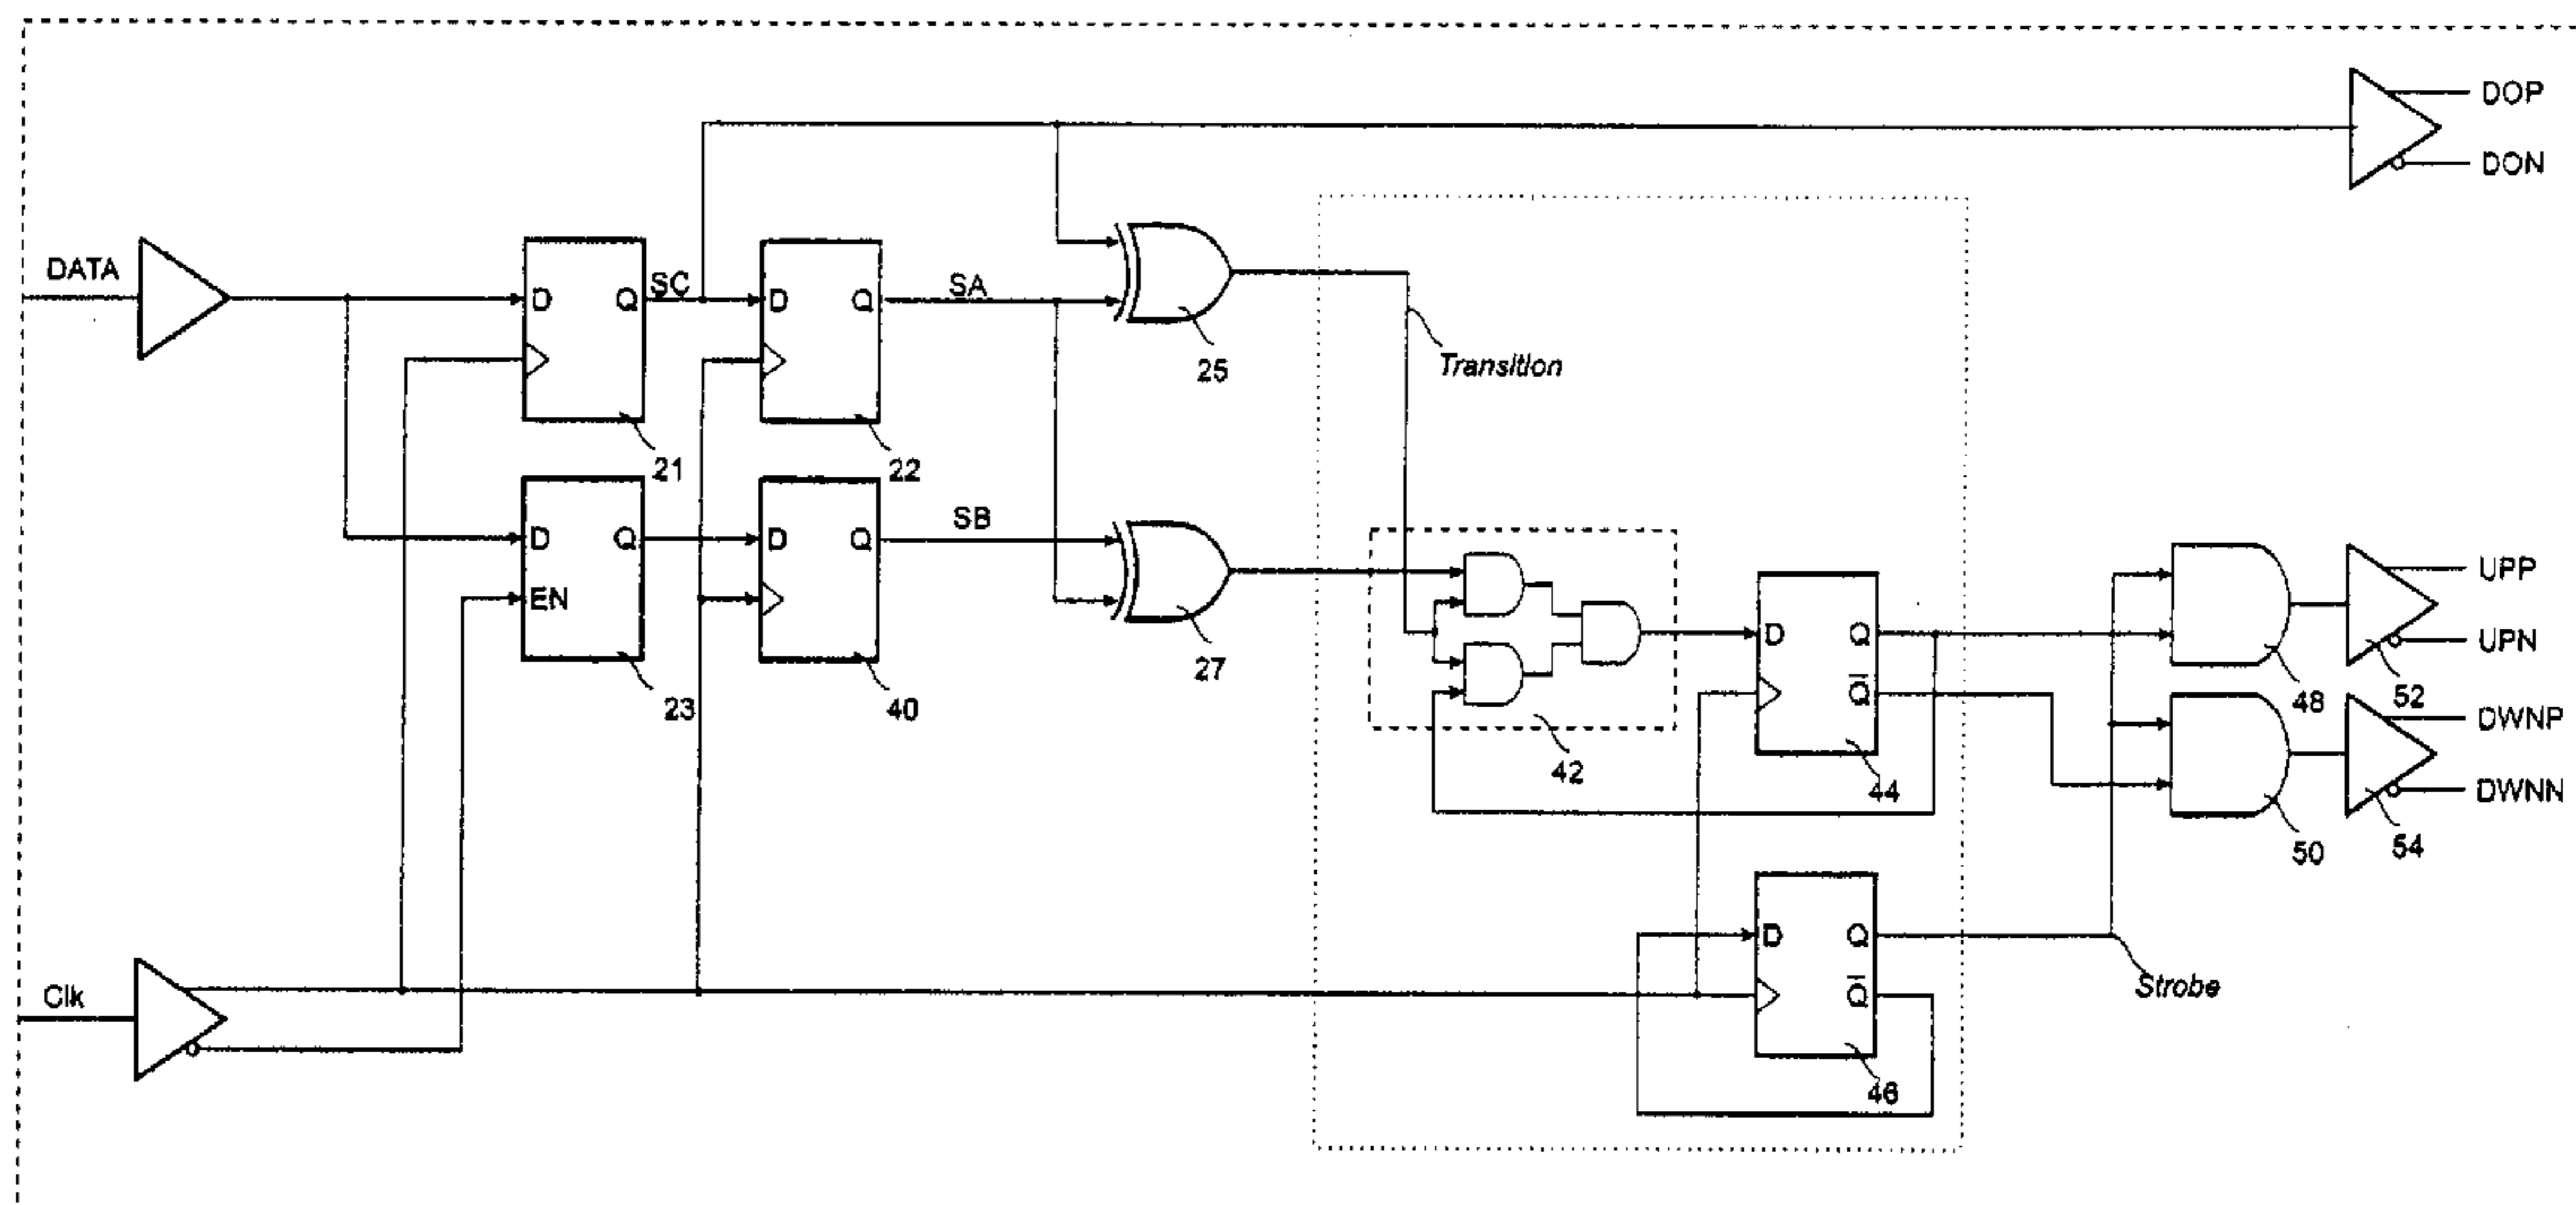 DOP
DON
DATA
D
Q
SC
D
Q
SA
25
Transition
21
22
D
Q
EN
D
Q
SB
27
23
40
D
Q
Q̅
42
44
UPP
UPN
48
52
DWNP
DWNN
50
54
Clk
D
Q
Q̅
Strobe
46